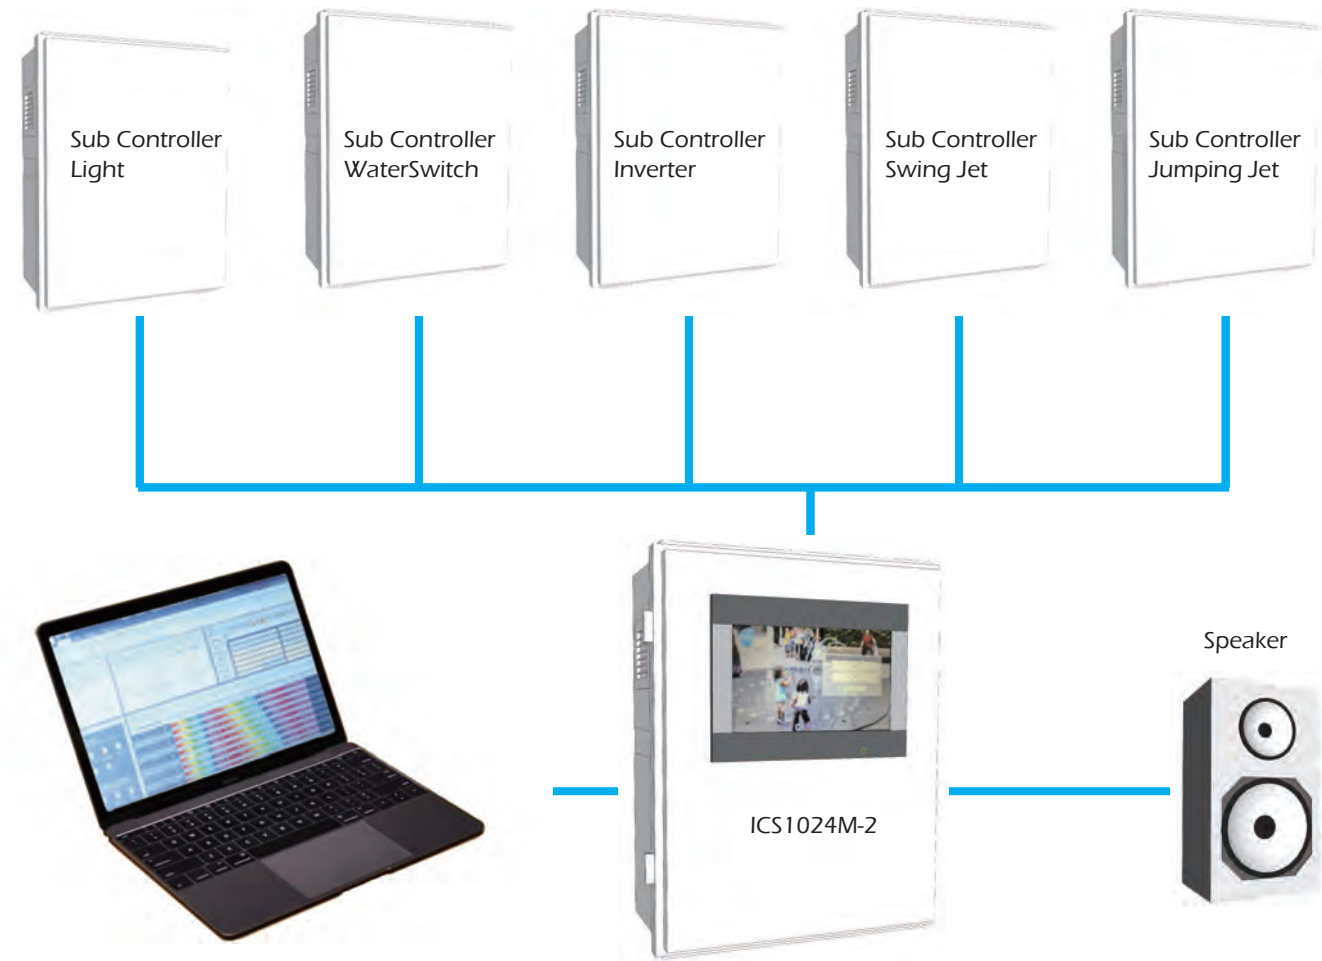 Sub Controller
Light
Sub Controller
WaterSwitch
Sub Controller
Inverter
Sub Controller
Swing Jet
Sub Controller
Jumping Jet
Speaker
ICS1024M-2